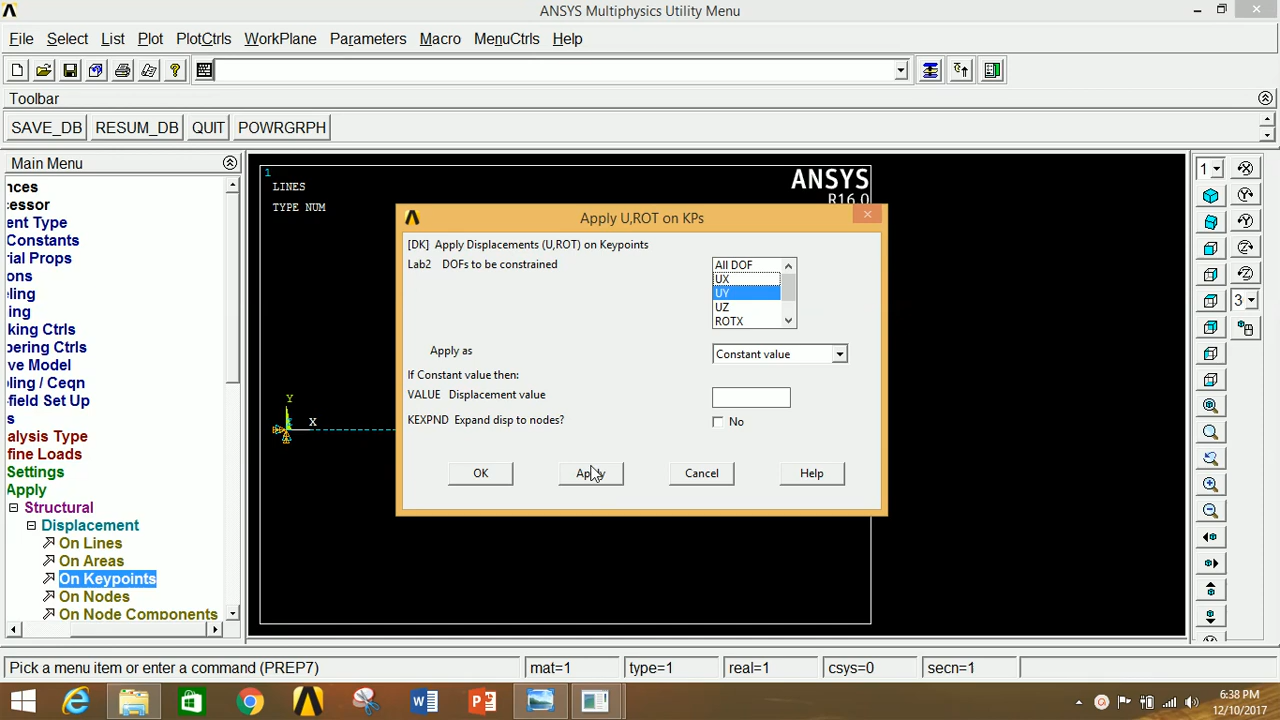 ANSYS Multiphysics Utility Menu
File Select List Plot PlotCtrls WorkPlane Parameters Macro MenuCtrls Help
Toolbar
SAVE_DB RESUM_DB QUIT POWRGRPH
Main Menu
nces
cessor
ent Type
Constants
ial Props
ions
eling
ing
king Ctrls
bering Ctrls
ive Model
ling / Ceqn
-field Set Up
s
alysis Type
fine Loads
Settings
Apply
Structural
Displacement
On Lines
On Areas
On Keypoints
On Nodes
On Node Components
1
LINES
TYPE NUM
ANSYS
R16.0
Y
X
Apply U,ROT on KPs
[DK] Apply Displacements (U,ROT) on Keypoints
Lab2 DOFs to be constrained
All DOF
UX
UY
UZ
ROTX
Apply as
Constant value
If Constant value then:
VALUE Displacement value
KEXPND Expand disp to nodes?
No
OK Apply Cancel Help
1
3
Pick a menu item or enter a command (PREP7)
mat=1 type=1 real=1 csys=0 secn=1
6:38 PM
12/10/2017